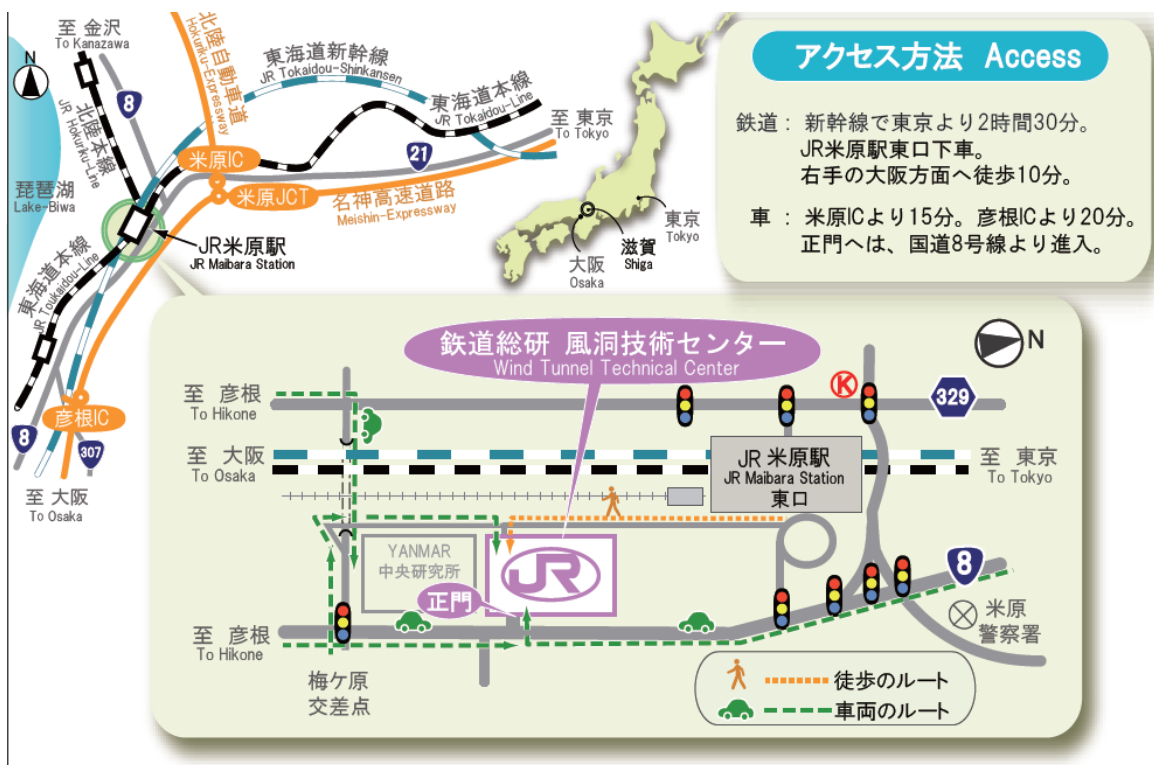 至 金沢
To Kanazawa
N
8
北陸自動車道
Hokuriku-Expressway
東海道新幹線
JR Tokaidou-Shinkansen
東海道本線
JR Tokaidou-Line
至 東京
To Tokyo
北陸本線
JR Hokuriku-Line
米原IC
21
米原JCT
名神高速道路
Meishin-Expressway
琵琶湖
Lake-Biwa
JR米原駅
JR Maibara Station
東海道本線
JR Toukaidou-Line
彦根IC
8
307
至 大阪
To Osaka
東京
Tokyo
滋賀
Shiga
大阪
Osaka
アクセス方法 Access
鉄道： 新幹線で東京より2時間30分。
JR米原駅東口下車。
右手の大阪方面へ徒歩10分。
車 ： 米原ICより15分。彦根ICより20分。
正門へは、国道8号線より進入。
鉄道総研 風洞技術センター
Wind Tunnel Technical Center
N
至 彦根
To Hikone
K
329
至 大阪
To Osaka
JR 米原駅
JR Maibara Station
東口
至 東京
To Tokyo
YANMAR
中央研究所
JR
正門
8
至 彦根
To Hikone
米原
警察署
梅ケ原
交差点
徒歩のルート
車両のルート